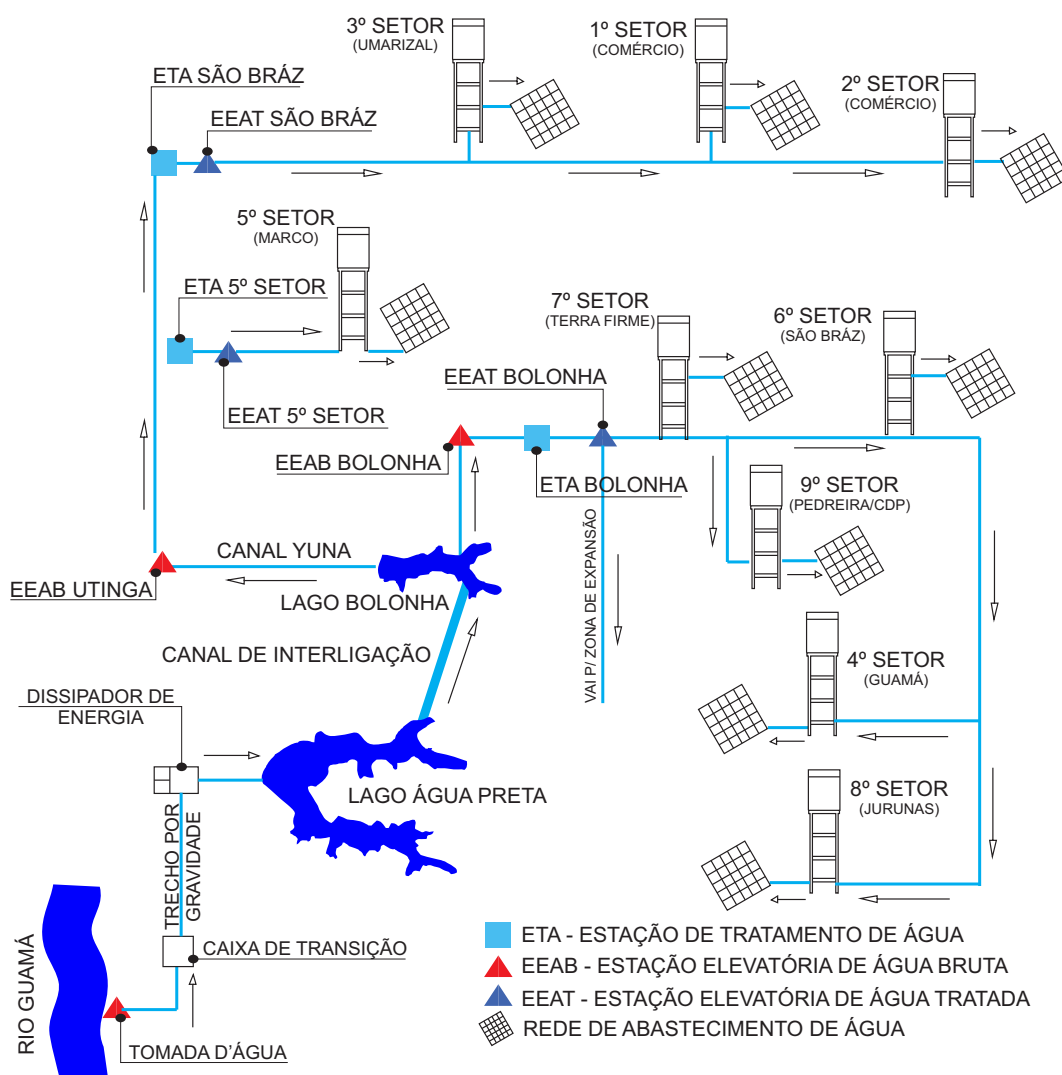 3º SETOR
(UMARIZAL)
1º SETOR
(COMÉRCIO)
2º SETOR
(COMÉRCIO)
ETA SÃO BRÁZ
EEAT SÃO BRÁZ
5º SETOR
(MARCO)
ETA 5º SETOR
EEAT 5º SETOR
7º SETOR
(TERRA FIRME)
6º SETOR
(SÃO BRÁZ)
EEAT BOLONHA
EEAB BOLONHA
ETA BOLONHA
9º SETOR
(PEDREIRA/CDP)
VAI P/ ZONA DE EXPANSÃO
CANAL YUNA
EEAB UTINGA
LAGO BOLONHA
CANAL DE INTERLIGAÇÃO
4º SETOR
(GUAMÁ)
DISSIPADOR DE
ENERGIA
LAGO ÁGUA PRETA
8º SETOR
(JURUNAS)
TRECHO POR
GRAVIDADE
CAIXA DE TRANSIÇÃO
RIO GUAMÁ
TOMADA D'ÁGUA
ETA - ESTAÇÃO DE TRATAMENTO DE ÁGUA
EEAB - ESTAÇÃO ELEVATÓRIA DE ÁGUA BRUTA
EEAT - ESTAÇÃO ELEVATÓRIA DE ÁGUA TRATADA
REDE DE ABASTECIMENTO DE ÁGUA